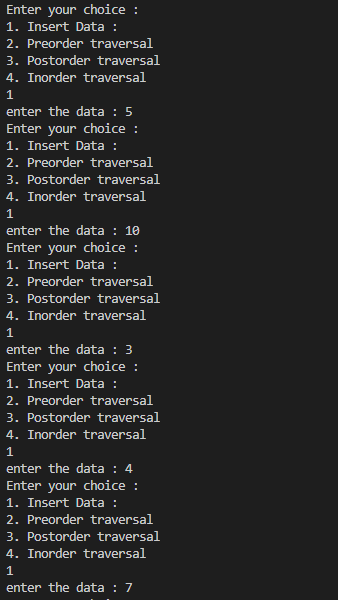 Enter your choice :
1. Insert Data :
2. Preorder traversal
3. Postorder traversal
4. Inorder traversal
1
enter the data : 5
Enter your choice :
1. Insert Data :
2. Preorder traversal
3. Postorder traversal
4. Inorder traversal
1
enter the data : 10
Enter your choice :
1. Insert Data :
2. Preorder traversal
3. Postorder traversal
4. Inorder traversal
1
enter the data : 3
Enter your choice :
1. Insert Data :
2. Preorder traversal
3. Postorder traversal
4. Inorder traversal
1
enter the data : 4
Enter your choice :
1. Insert Data :
2. Preorder traversal
3. Postorder traversal
4. Inorder traversal
1
enter the data : 7